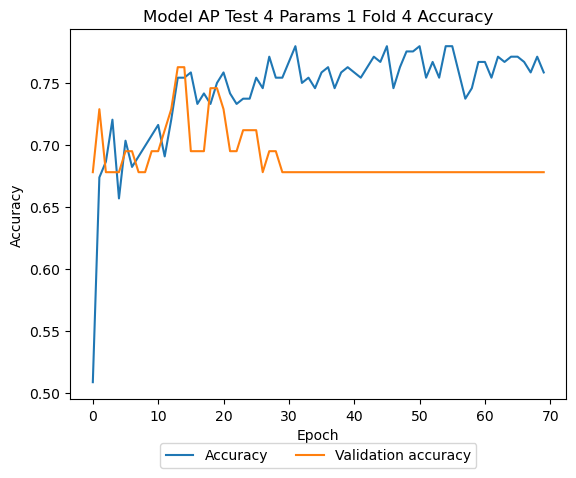 Model AP Test 4 Params 1 Fold 4 Accuracy
Accuracy
0.75
0.70
0.65
0.60
0.55
0.50
0 10 20 30 40 50 60 70
Epoch
Accuracy Validation accuracy